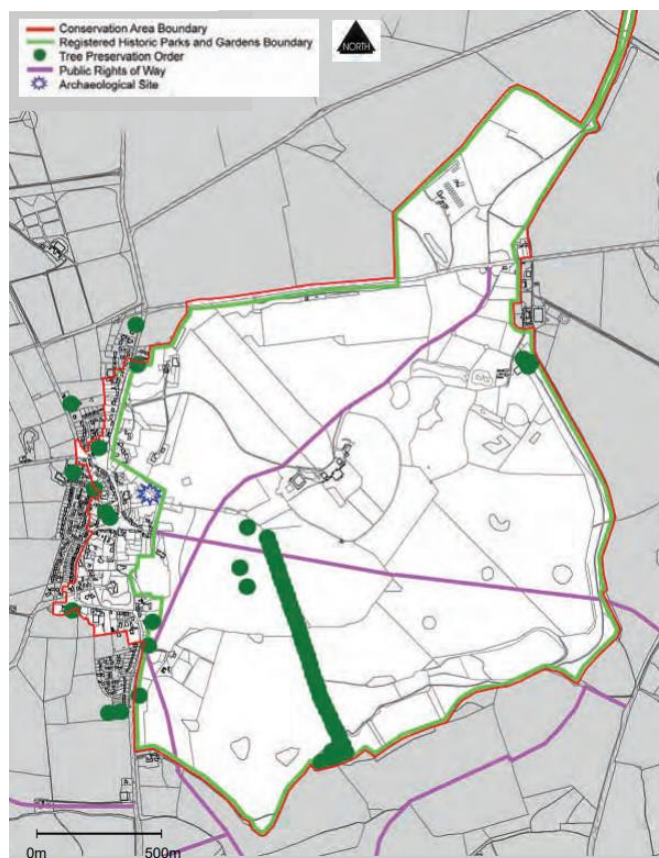 Conservation Area Boundary
Registered Historic Parks and Gardens Boundary
Tree Preservation Order
Public Rights of Way
Archaeological Site
NORTH
0m
500m